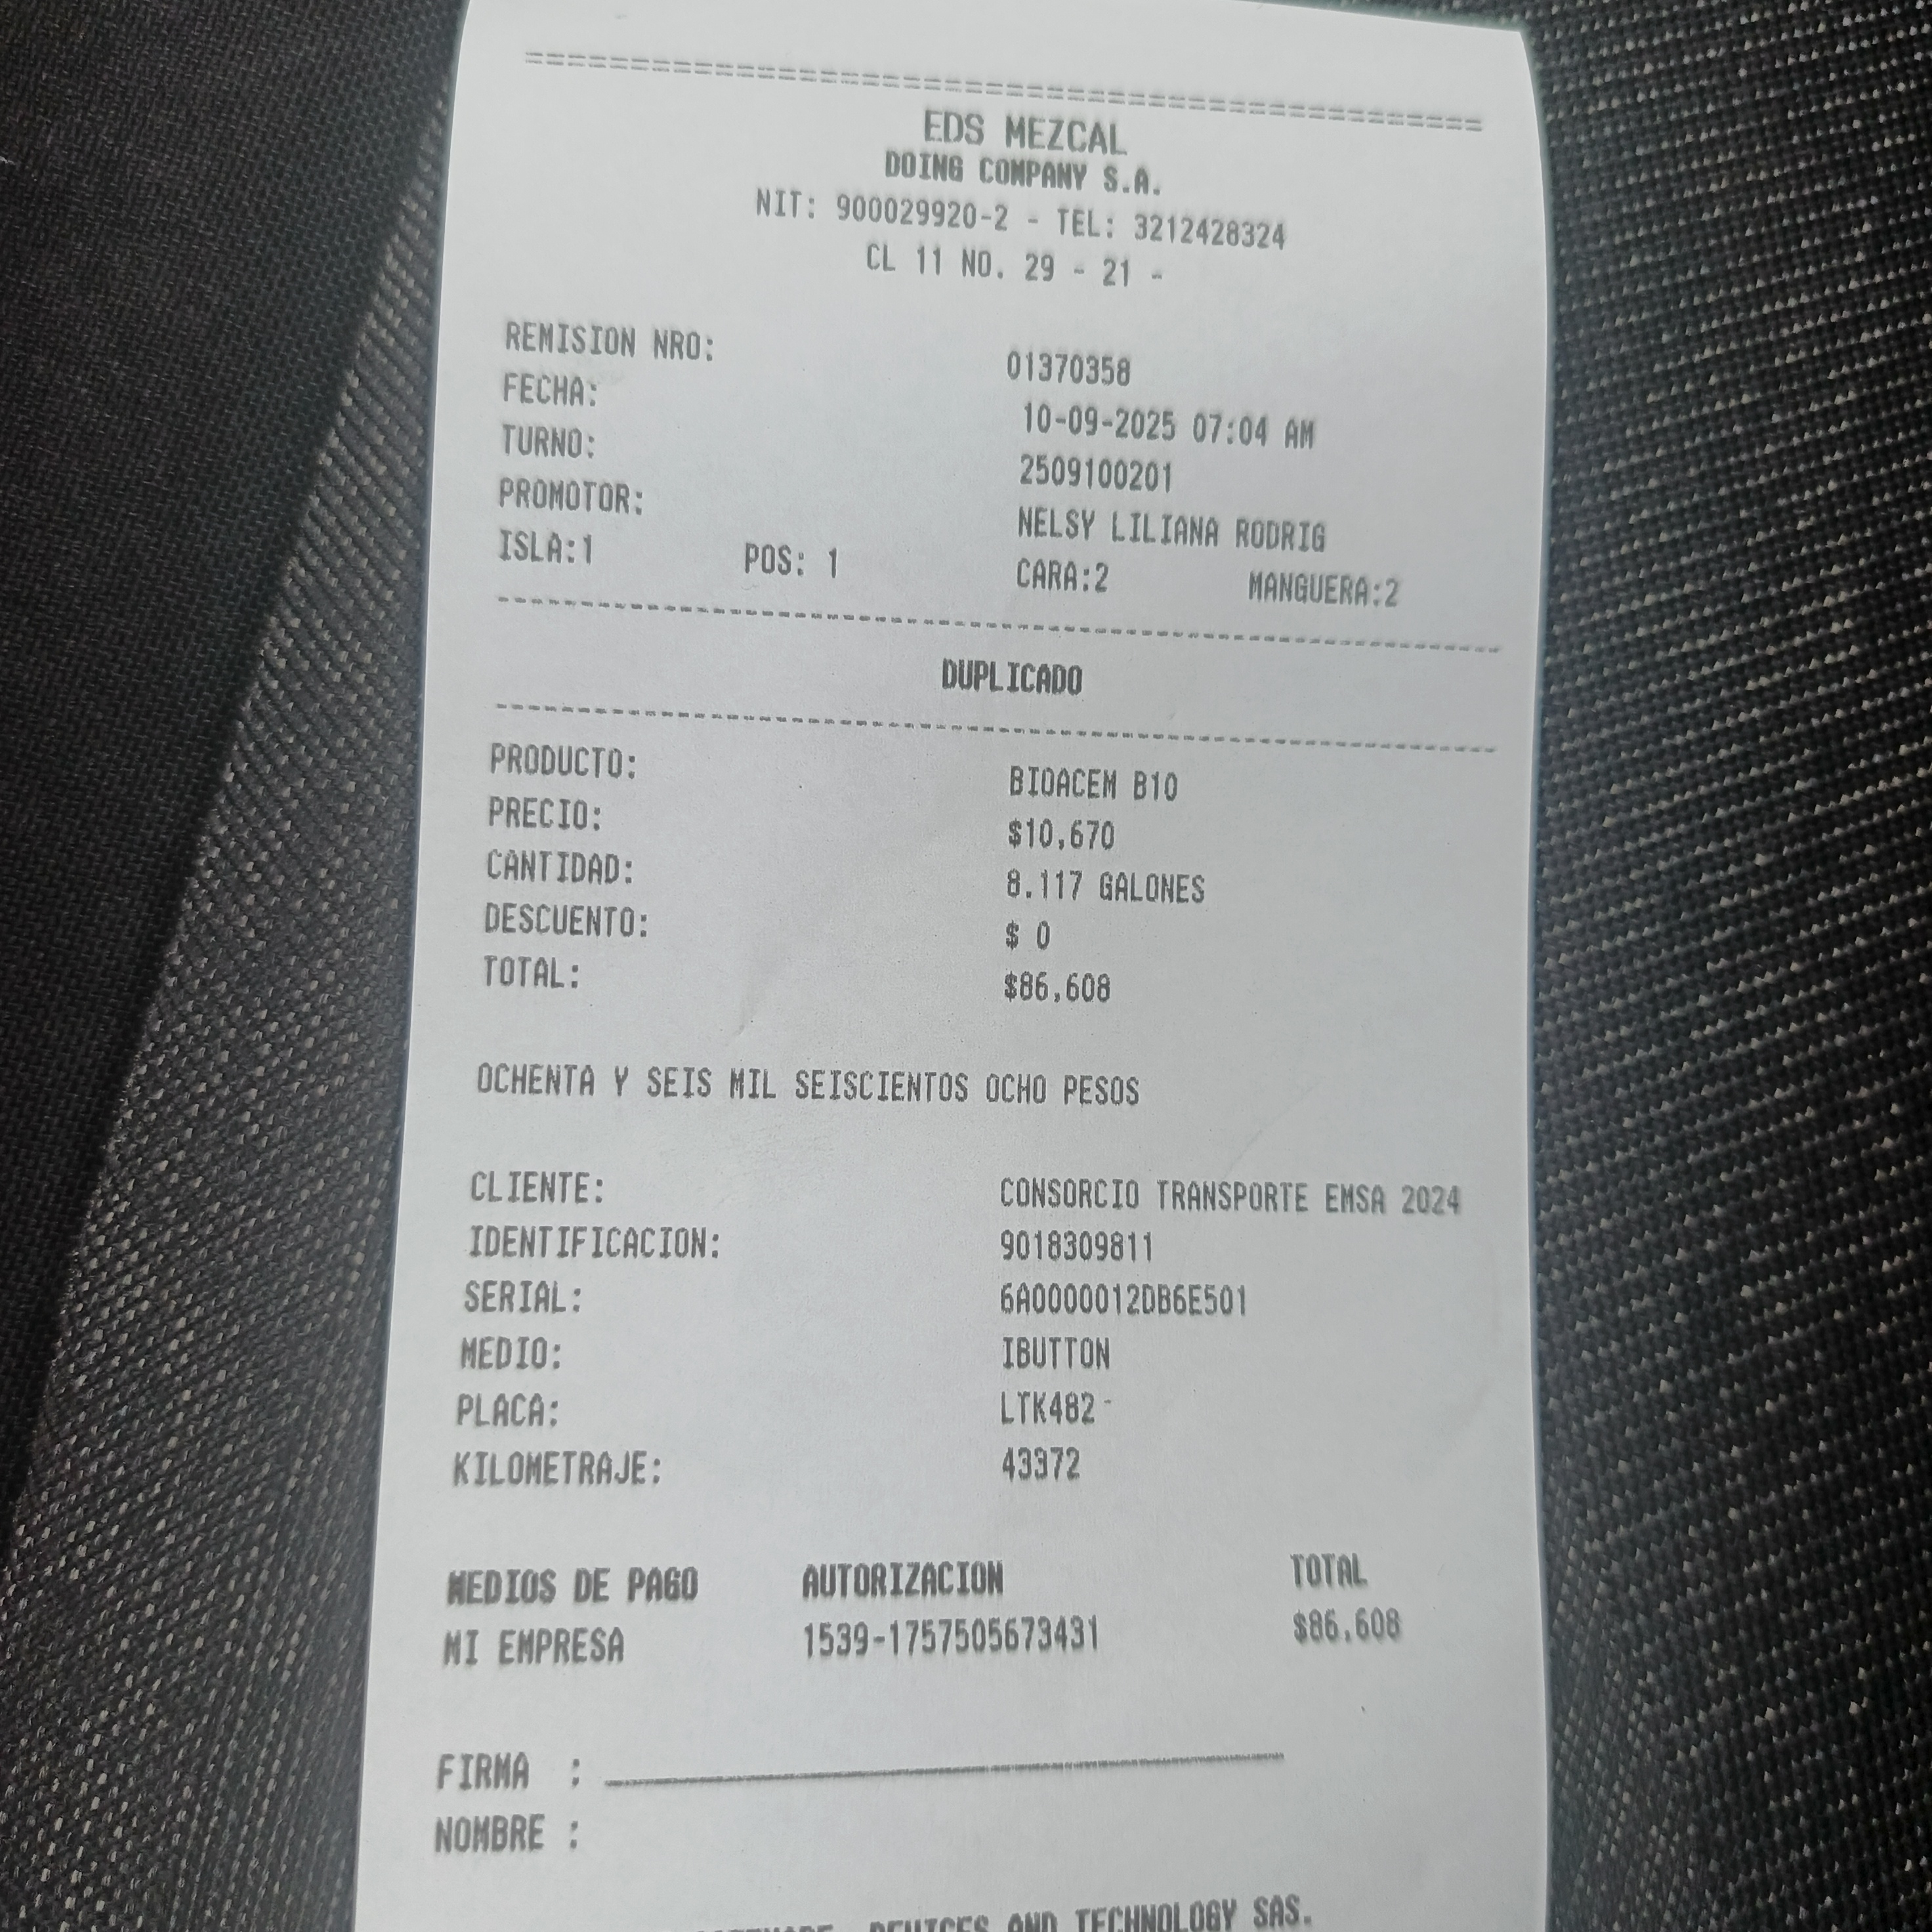 ================================================
EDS MEZCAL
DOING COMPANY S.A.
NIT: 900029920-2 - TEL: 3212428324
CL 11 NO. 29 - 21 -
REMISION NRO: 01370358
FECHA: 10-09-2025 07:04 AM
TURNO: 2509100201
PROMOTOR: NELSY LILIANA RODRIG
ISLA:1 POS: 1 CARA:2 MANGUERA:2
DUPLICADO
PRODUCTO: BIOACEM B10
PRECIO: $10,670
CANTIDAD: 8.117 GALONES
DESCUENTO: $ 0
TOTAL: $86,608
OCHENTA Y SEIS MIL SEISCIENTOS OCHO PESOS
CLIENTE: CONSORCIO TRANSPORTE EMSA 2024
IDENTIFICACION: 9018309811
SERIAL: 6A0000012DB6E501
MEDIO: IBUTTON
PLACA: LTK482-
KILOMETRAJE: 43372
MEDIOS DE PAGO AUTORIZACION TOTAL
MI EMPRESA 1539-1757505673431 $86,608
FIRMA :
NOMBRE :
DEVICES AND TECHNOLOGY SAS.